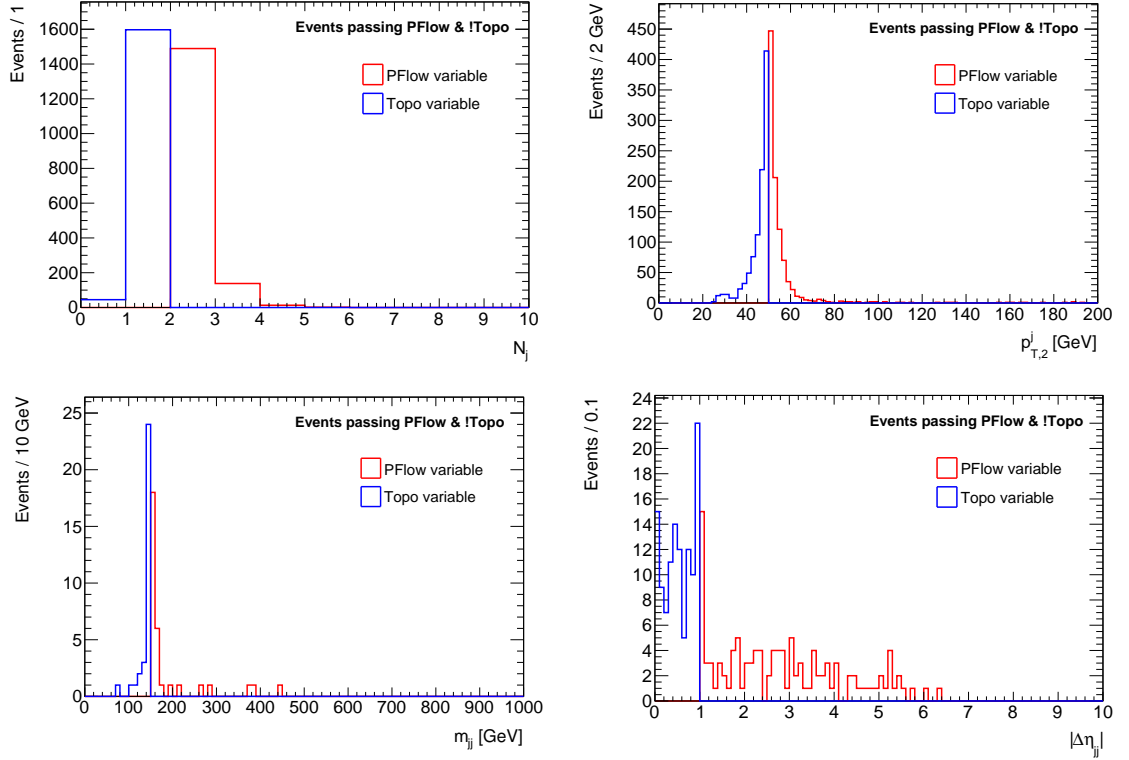 Events / 1
1600
1400
1200
1000
800
600
400
200
0
Events passing PFlow & !Topo
PFlow variable
Topo variable
0 1 2 3 4 5 6 7 8 9 10
N_j
Events / 2 GeV
450
400
350
300
250
200
150
100
50
0
Events passing PFlow & !Topo
PFlow variable
Topo variable
0 20 40 60 80 100 120 140 160 180 200
p^j_T,2 [GeV]
Events / 10 GeV
25
20
15
10
5
0
Events passing PFlow & !Topo
PFlow variable
Topo variable
0 100 200 300 400 500 600 700 800 900 1000
m_jj [GeV]
Events / 0.1
24
22
20
18
16
14
12
10
8
6
4
2
0
Events passing PFlow & !Topo
PFlow variable
Topo variable
0 1 2 3 4 5 6 7 8 9 10
|Δη_jj|